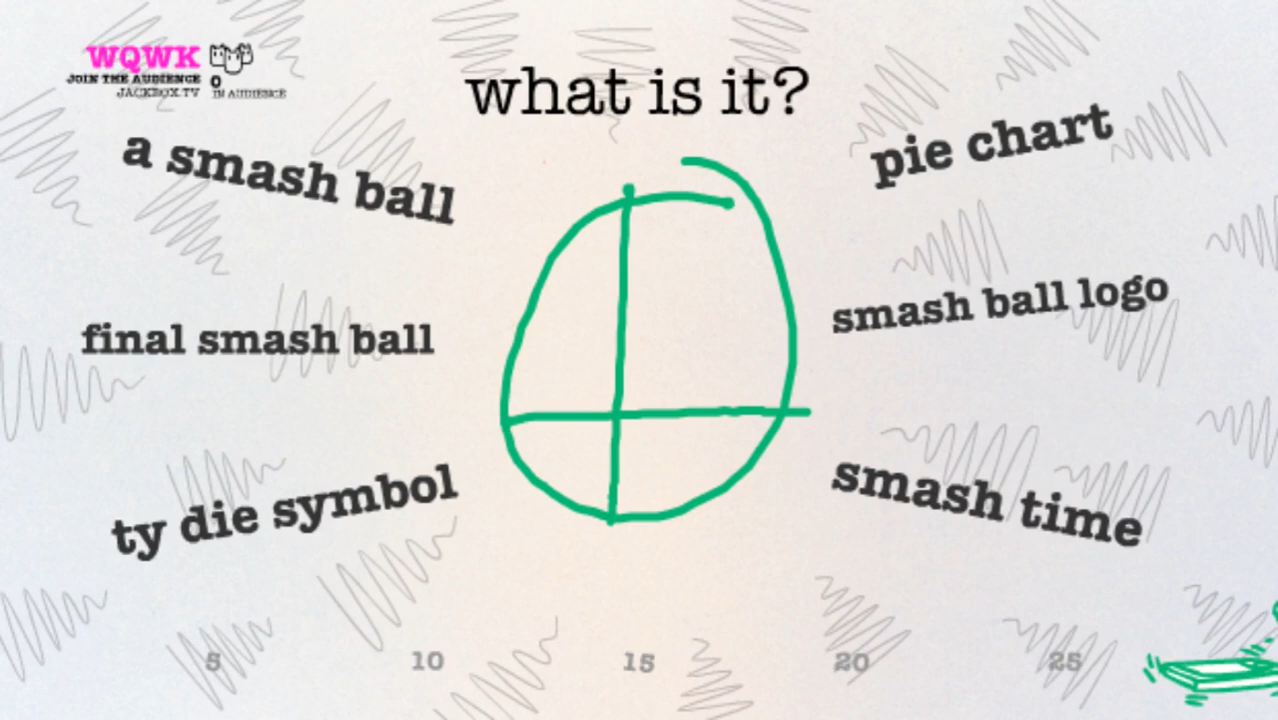 WQWK
JOIN THE AUDIENCE
JACKBOX.TV
0
IN AUDIENCE
what is it?
a smash ball
pie chart
final smash ball
smash ball logo
ty die symbol
smash time
5 10 15 20 25